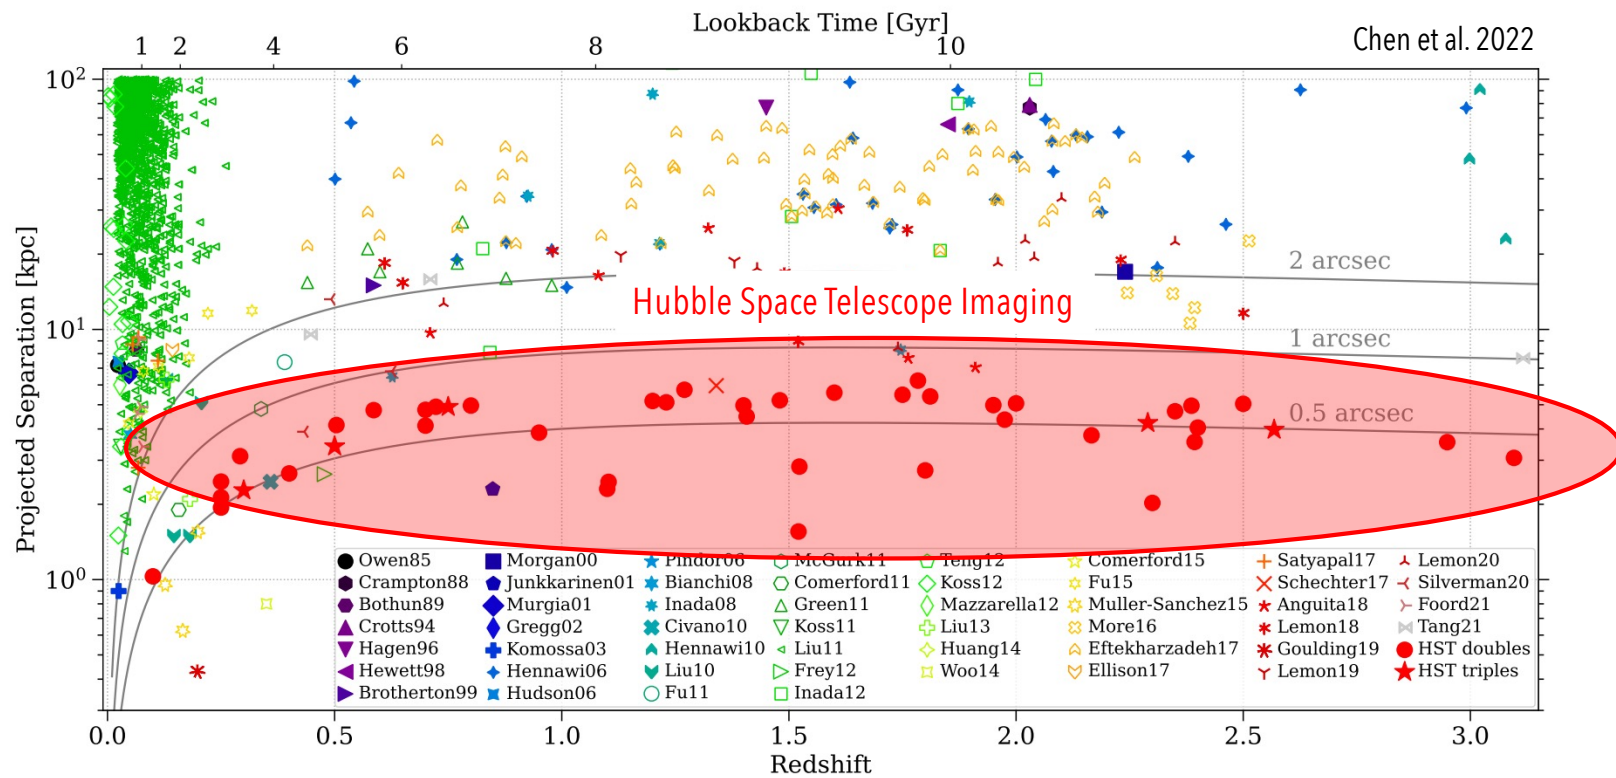 Lookback Time [Gyr]
Chen et al. 2022
1 2 4 6 8 10
10²
10¹
10⁰
Projected Separation [kpc]
2 arcsec
Hubble Space Telescope Imaging
1 arcsec
0.5 arcsec
Owen85 Morgan00 Pindor06 McGurk11 Teng12 Comerford15 Satyapal17 Lemon20
Crampton88 Junkkarinen01 Bianchi08 Comerford11 Koss12 Fu15 Schechter17 Silverman20
Bothun89 Murgia01 Inada08 Green11 Mazzarella12 Muller-Sanchez15 Anguita18 Foord21
Crotts94 Gregg02 Civano10 Koss11 Liu13 More16 Lemon18 Tang21
Hagen96 Komossa03 Hennawi10 Liu11 Huang14 Eftekharzadeh17 Goulding19 HST doubles
Hewett98 Hennawi06 Liu10 Frey12 Woo14 Ellison17 Lemon19 HST triples
Brotherton99 Hudson06 Fu11 Inada12
0.0 0.5 1.0 1.5 2.0 2.5 3.0
Redshift